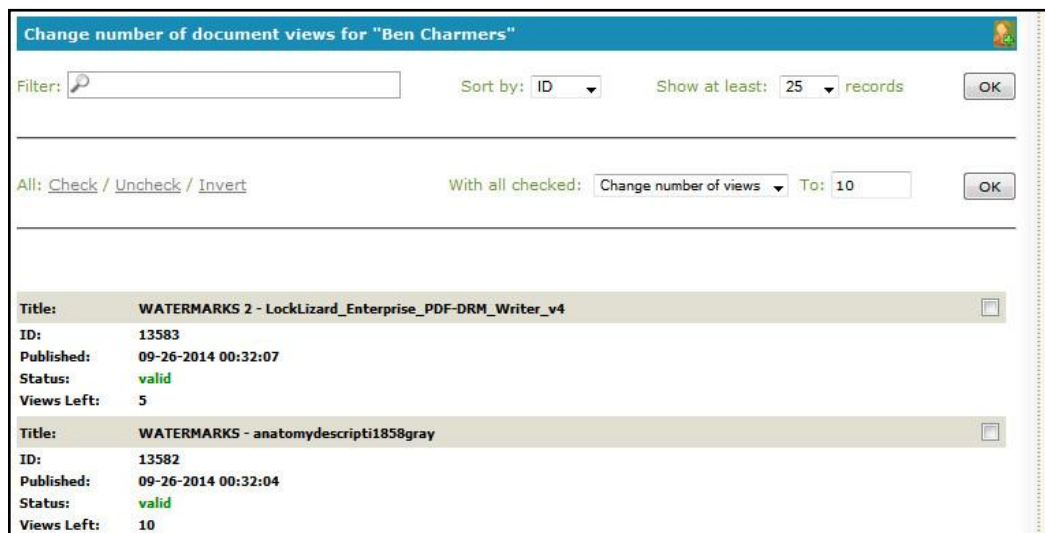 Change number of document views for "Ben Charmers"
Filter: Sort by: ID Show at least: 25 records OK
All: Check / Uncheck / Invert With all checked: Change number of views To: 10 OK
Title: WATERMARKS 2 - LockLizard_Enterprise_PDF-DRM_Writer_v4
ID: 13583
Published: 09-26-2014 00:32:07
Status: valid
Views Left: 5
Title: WATERMARKS - anatomydescripti1858gray
ID: 13582
Published: 09-26-2014 00:32:04
Status: valid
Views Left: 10